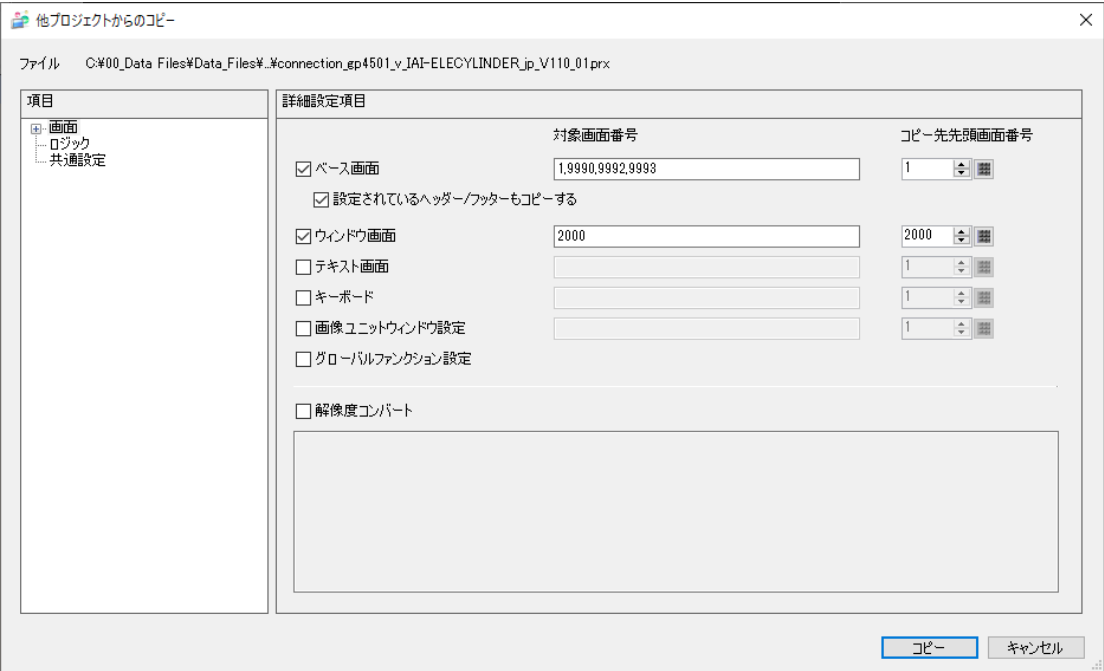 他プロジェクトからのコピー
ファイル C:¥00_Data Files¥Data_Files¥..¥connection_gp4501_v_IAI-ELECYLINDER_jp_V110_01.prx
項目
画面
ロジック
共通設定
詳細設定項目
対象画面番号 コピー先先頭画面番号
ベース画面 1,9990,9992,9993 1
設定されているヘッダー/フッターもコピーする
ウィンドウ画面 2000 2000
テキスト画面 1
キーボード 1
画像ユニットウィンドウ設定 1
グローバルファンクション設定
解像度コンバート
コピー キャンセル